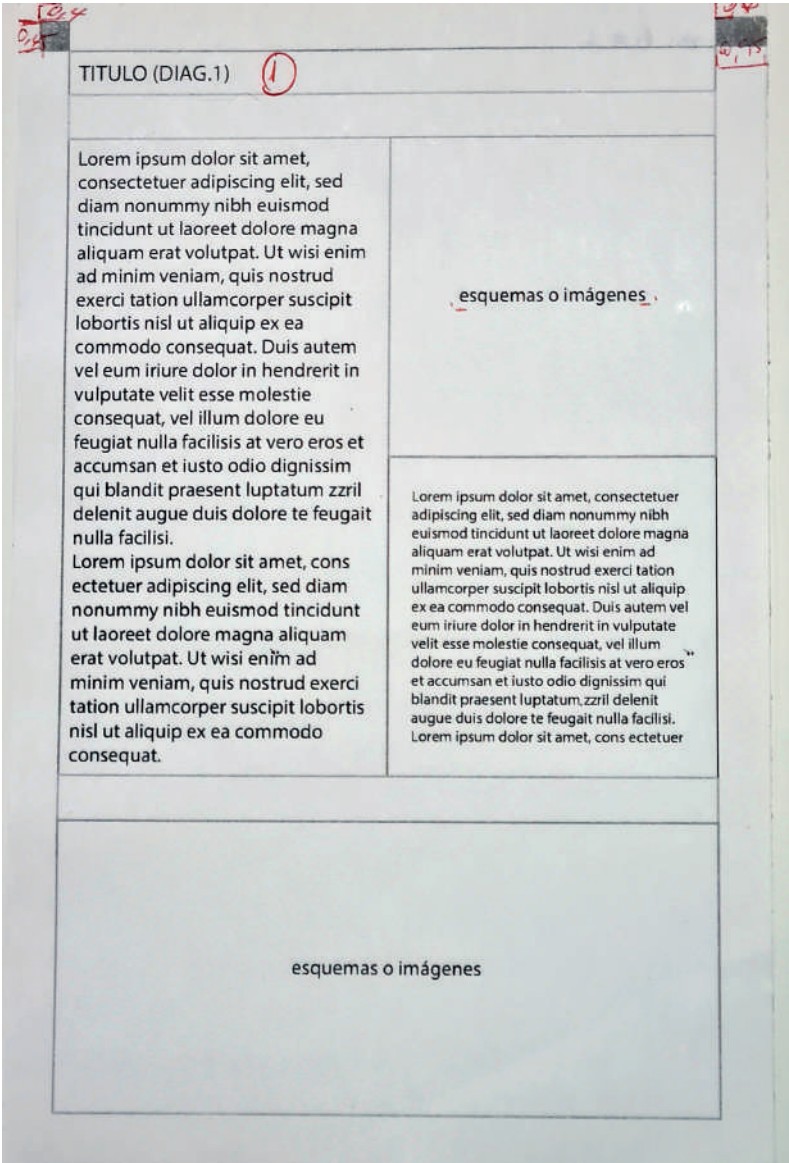 0,4
0,45
TITULO (DIAG.1) 1
Lorem ipsum dolor sit amet,
consectetuer adipiscing elit, sed
diam nonummy nibh euismod
tincidunt ut laoreet dolore magna
aliquam erat volutpat. Ut wisi enim
ad minim veniam, quis nostrud
exerci tation ullamcorper suscipit
lobortis nisl ut aliquip ex ea
commodo consequat. Duis autem
vel eum iriure dolor in hendrerit in
vulputate velit esse molestie
consequat, vel illum dolore eu
feugiat nulla facilisis at vero eros et
accumsan et iusto odio dignissim
qui blandit praesent luptatum zzril
delenit augue duis dolore te feugait
nulla facilisi.
Lorem ipsum dolor sit amet, cons
ectetuer adipiscing elit, sed diam
nonummy nibh euismod tincidunt
ut laoreet dolore magna aliquam
erat volutpat. Ut wisi enim ad
minim veniam, quis nostrud exerci
tation ullamcorper suscipit lobortis
nisl ut aliquip ex ea commodo
consequat.
esquemas o imágenes
Lorem ipsum dolor sit amet, consectetuer
adipiscing elit, sed diam nonummy nibh
euismod tincidunt ut laoreet dolore magna
aliquam erat volutpat. Ut wisi enim ad
minim veniam, quis nostrud exerci tation
ullamcorper suscipit lobortis nisl ut aliquip
ex ea commodo consequat. Duis autem vel
eum iriure dolor in hendrerit in vulputate
velit esse molestie consequat, vel illum
dolore eu feugiat nulla facilisis at vero eros
et accumsan et iusto odio dignissim qui
blandit praesent luptatum zzril delenit
augue duis dolore te feugait nulla facilisi.
Lorem ipsum dolor sit amet, cons ectetuer
esquemas o imágenes